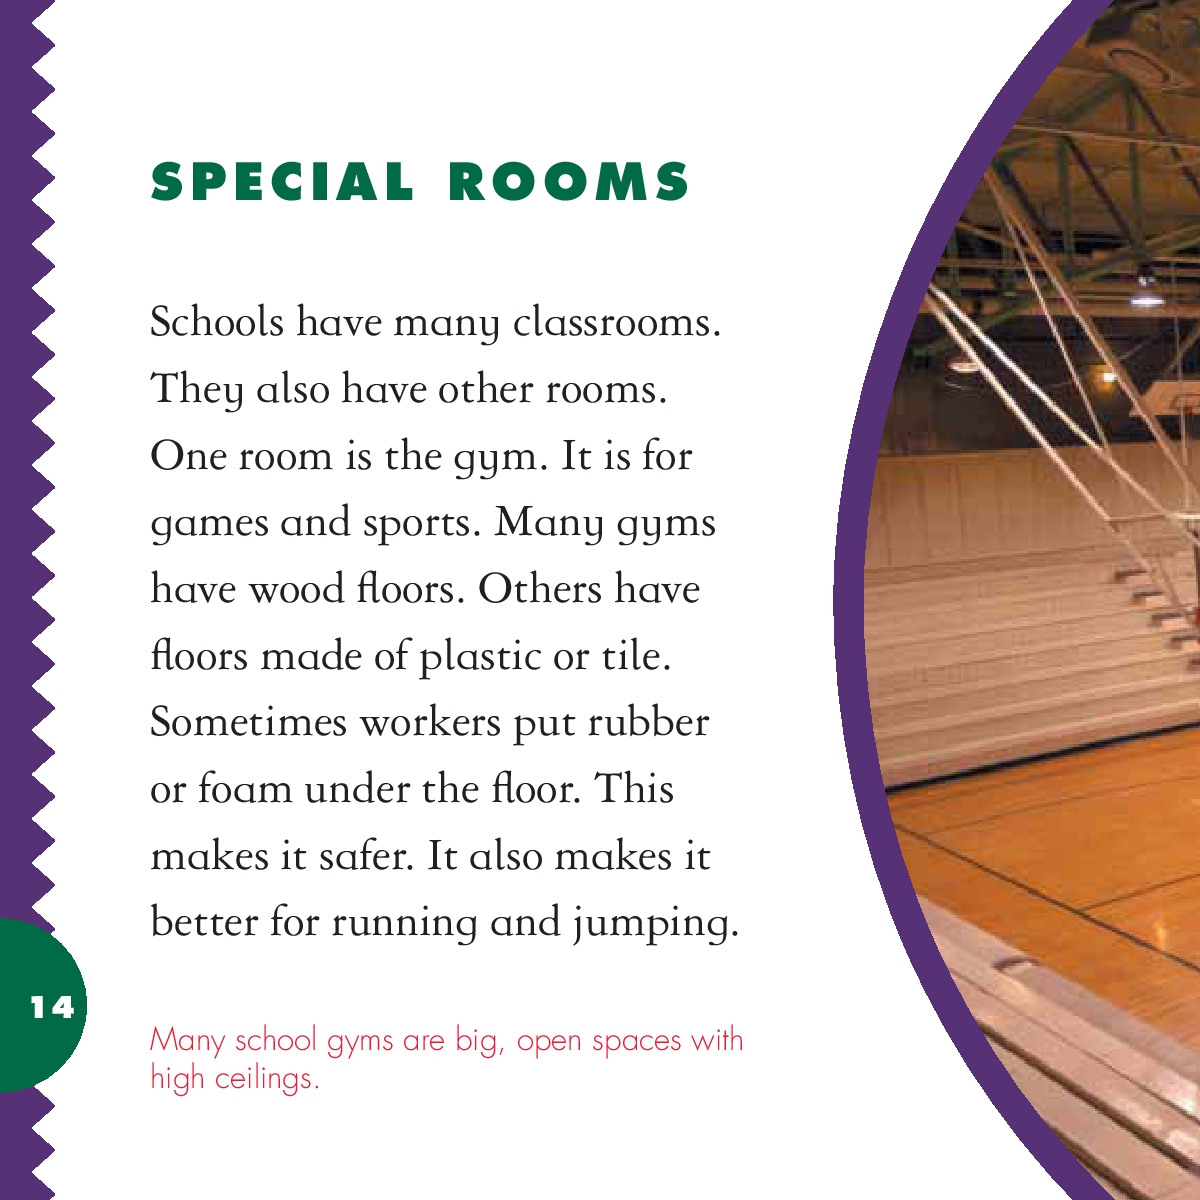 SPECIAL ROOMS
Schools have many classrooms.
They also have other rooms.
One room is the gym. It is for
games and sports. Many gyms
have wood floors. Others have
floors made of plastic or tile.
Sometimes workers put rubber
or foam under the floor. This
makes it safer. It also makes it
better for running and jumping.
14
Many school gyms are big, open spaces with
high ceilings.